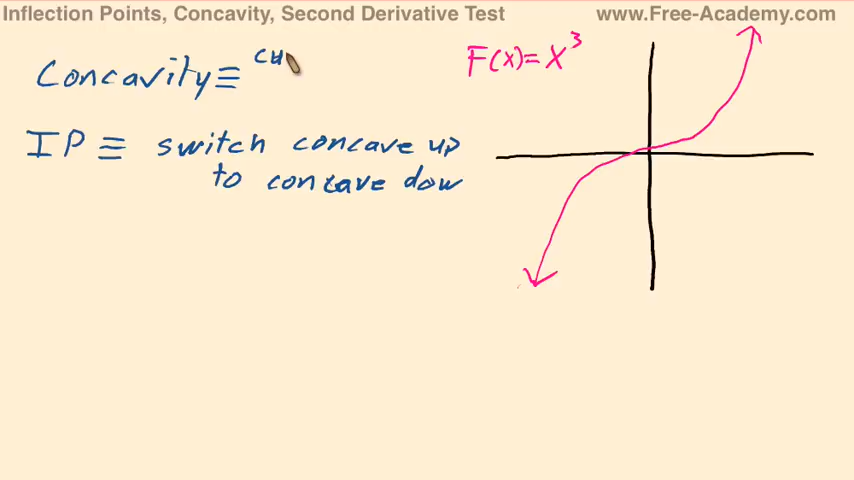 Inflection Points, Concavity, Second Derivative Test
www.Free-Academy.com
Concavity ≡ CH
F(x)=X³
IP ≡ switch concave up
to concave dow